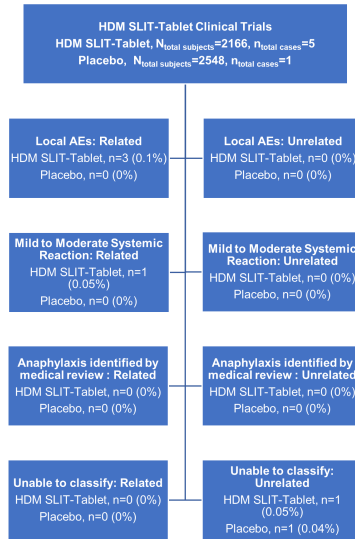 HDM SLIT-Tablet Clinical Trials
HDM SLIT-Tablet, Ntotal subjects=2166, ntotal cases=5
Placebo, Ntotal subjects=2548, ntotal cases=1
Local AEs: Related
HDM SLIT-Tablet, n=3 (0.1%)
Placebo, n=0 (0%)
Local AEs: Unrelated
HDM SLIT-Tablet, n=0 (0%)
Placebo, n=0 (0%)
Mild to Moderate Systemic
Reaction: Related
HDM SLIT-Tablet, n=1
(0.05%)
Placebo, n=0 (0%)
Mild to Moderate Systemic
Reaction: Unrelated
HDM SLIT-Tablet, n=0 (0%)
Placebo, n=0 (0%)
Anaphylaxis identified by
medical review : Related
HDM SLIT-Tablet, n=0 (0%)
Placebo, n=0 (0%)
Anaphylaxis identified by
medical review : Unrelated
HDM SLIT-Tablet, n=0 (0%)
Placebo, n=0 (0%)
Unable to classify: Related
HDM SLIT-Tablet, n=0 (0%)
Placebo, n=0 (0%)
Unable to classify:
Unrelated
HDM SLIT-Tablet, n=1
(0.05%)
Placebo, n=1 (0.04%)